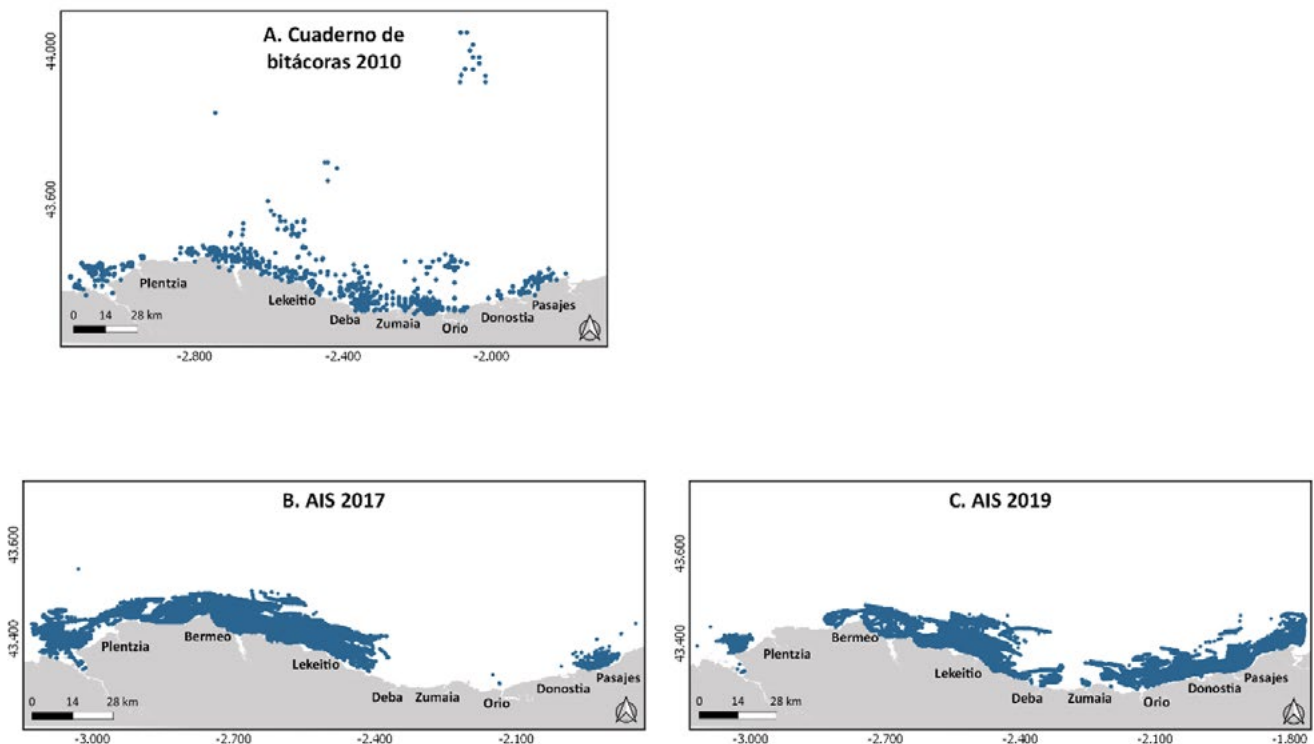 A. Cuaderno de
bitácoras 2010
44.000
43.600
Plentzia
Lekeitio
Deba
Zumaia
Orio
Donostia
Pasajes
0 14 28 km
-2.800 -2.400 -2.000
B. AIS 2017
43.600
43.400
Plentzia
Bermeo
Lekeitio
Deba
Zumaia
Orio
Donostia
Pasajes
0 14 28 km
-3.000 -2.700 -2.400 -2.100
C. AIS 2019
43.600
43.400
Plentzia
Bermeo
Lekeitio
Deba
Zumaia
Orio
Donostia
Pasajes
0 14 28 km
-3.000 -2.700 -2.400 -2.100 -1.800